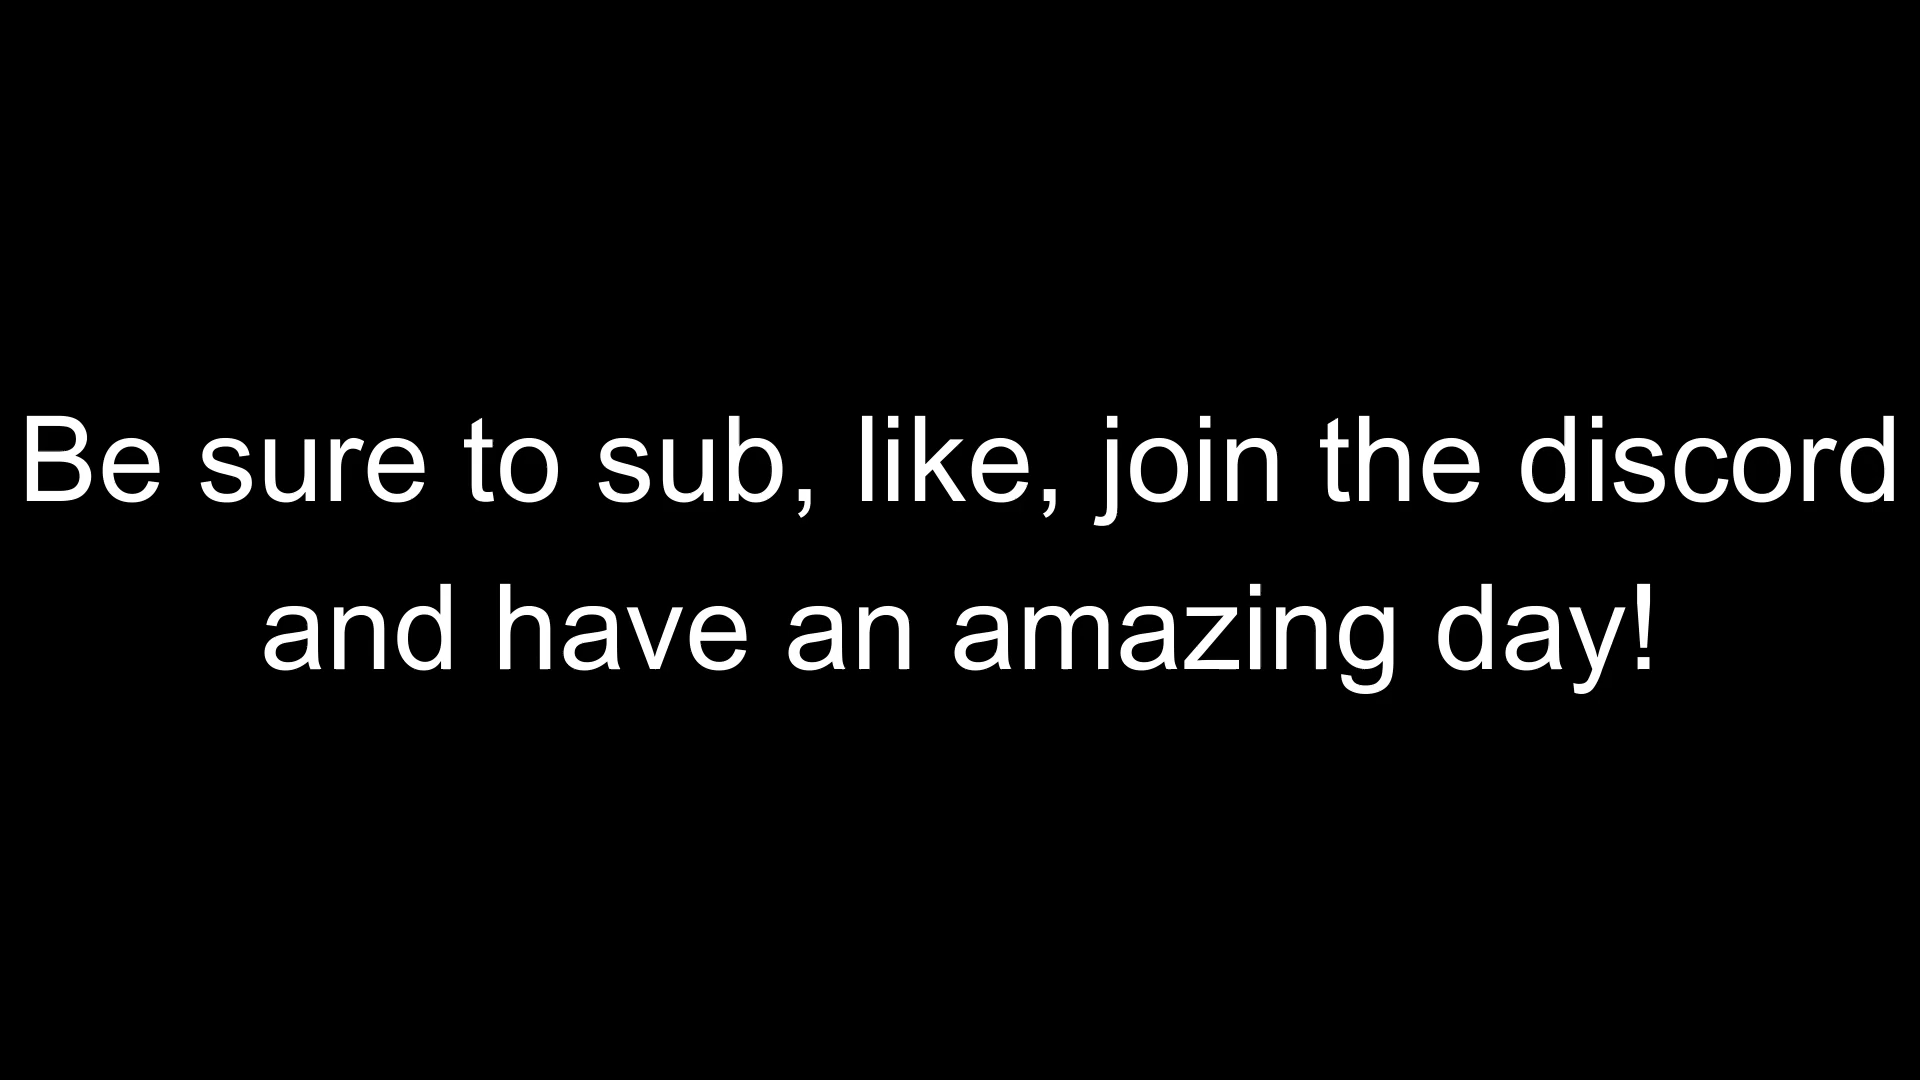 Be sure to sub, like, join the discord
and have an amazing day!